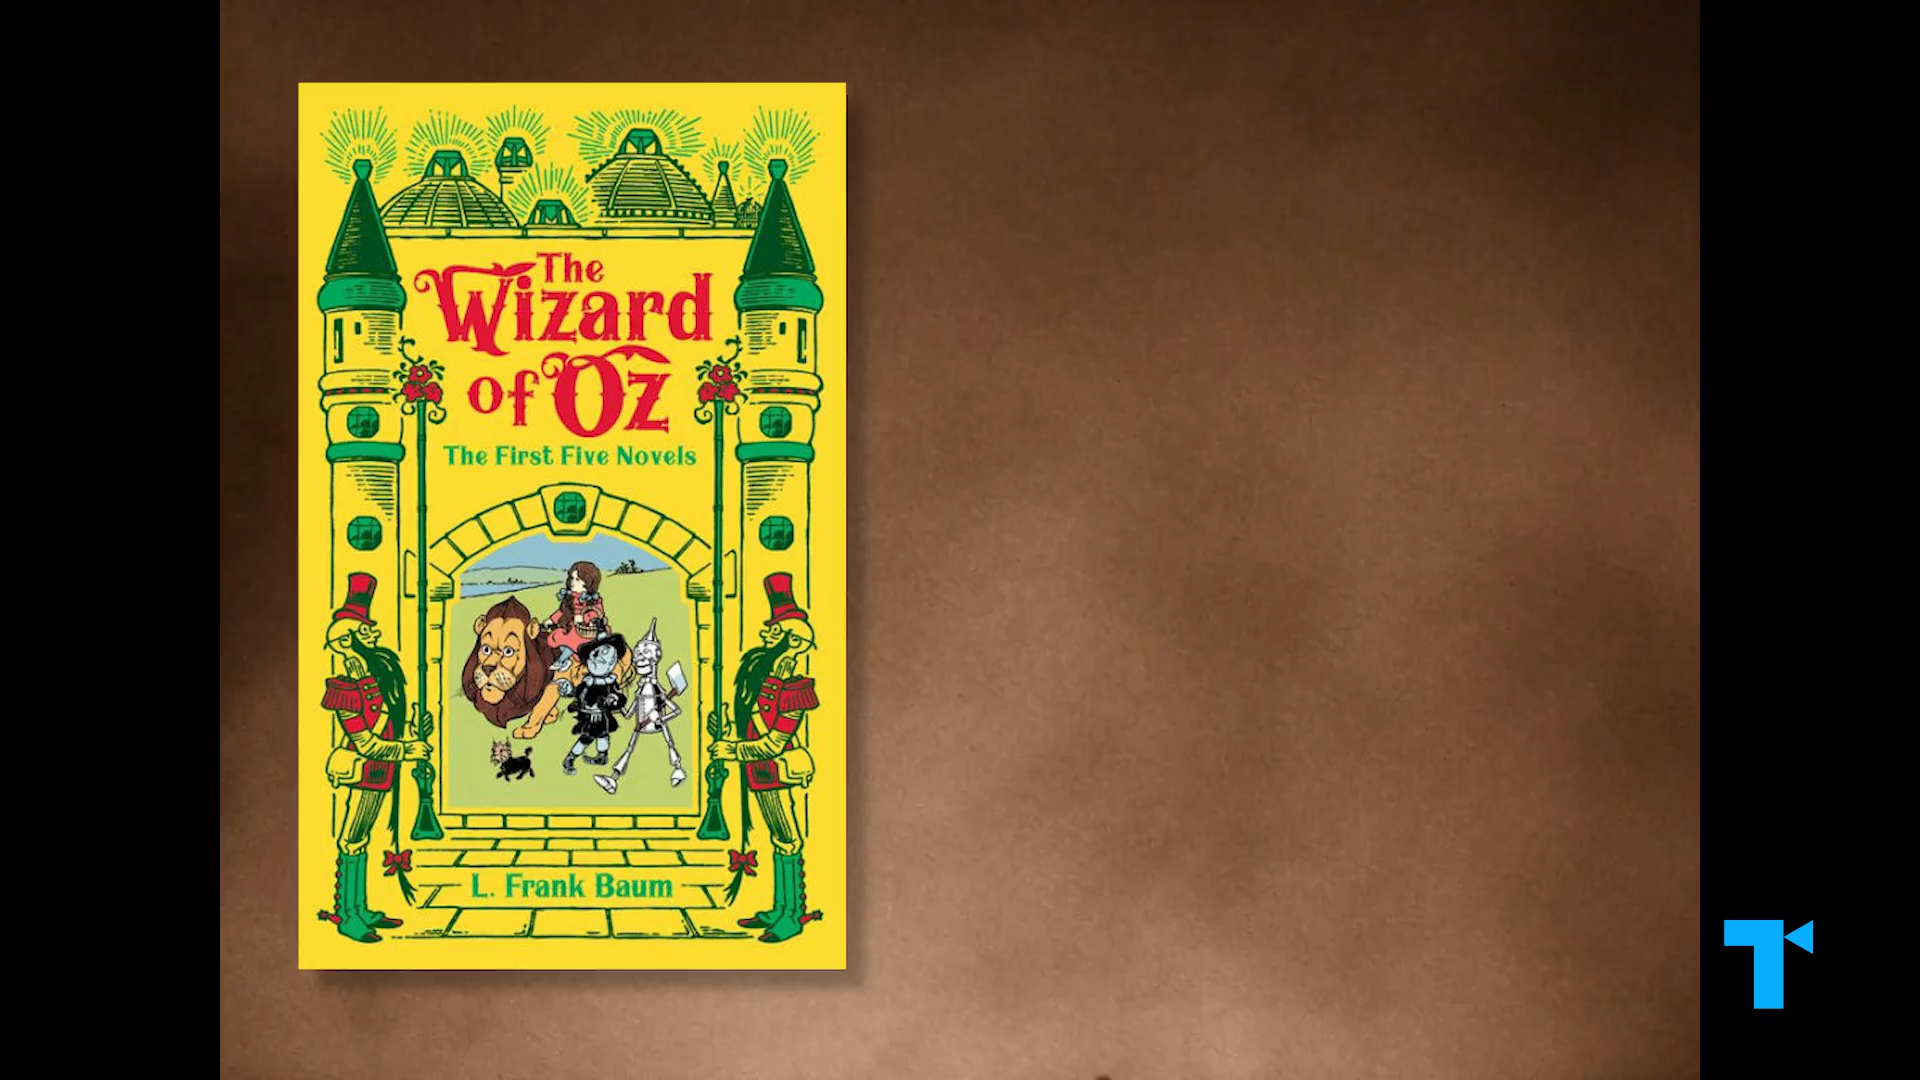 The
Wizard
of Oz
The First Five Novels
L. Frank Baum